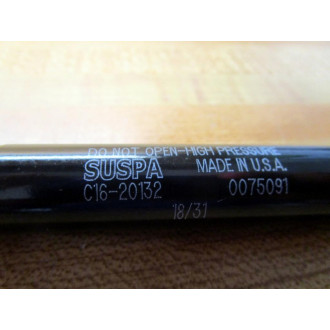 DO NOT OPEN-HIGH PRESSURE
SUSPA MADE IN U.S.A.
C16-20132 0075091
18/31